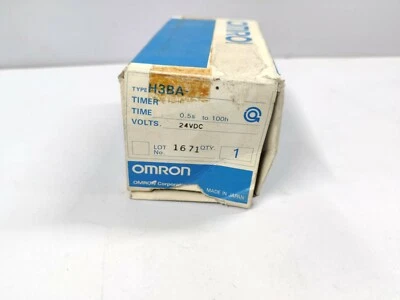 TYPE H3BA-
TIMER
TIME 0.5s to 100h
VOLTS. 24VDC
LOT No. 1671 QTY. 1
OMRON
OMRON Corporation
MADE IN JAPAN